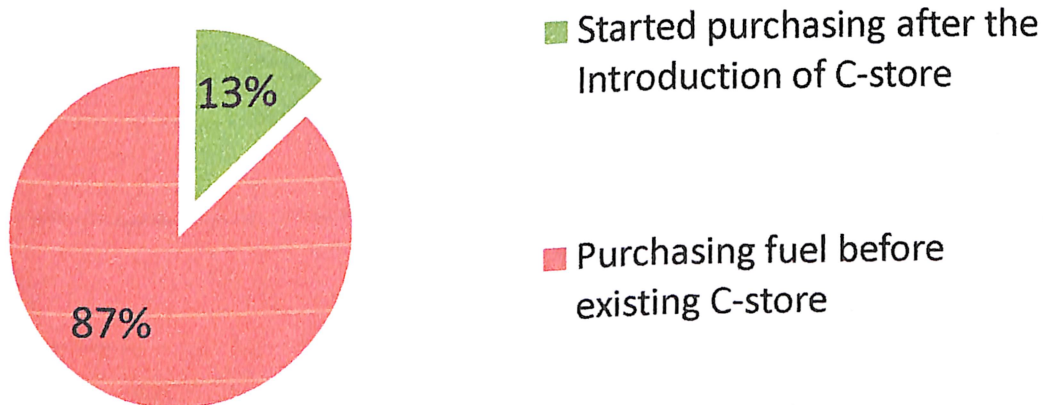 13%
87%
Started purchasing after the
Introduction of C-store
Purchasing fuel before
existing C-store